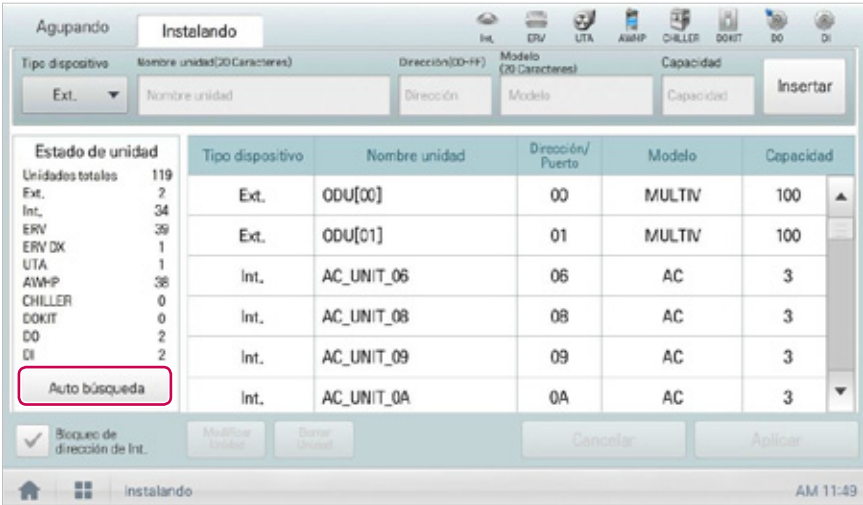 Agupando Instalando
Int. ERV UTA AWHP CHILLER DOKIT DO DI
Tipo dispositivo Nombre unidad(20 Caracteres) Dirección(00-FF) Modelo (20 Caracteres) Capacidad
Ext. Nombre unidad Dirección Modelo Capacidad Insertar
Estado de unidad
Unidades totales 119
Ext. 2
Int. 34
ERV 39
ERV DX 1
UTA 1
AWHP 38
CHILLER 0
DOKIT 0
DO 2
DI 2
Auto búsqueda
Tipo dispositivo Nombre unidad Dirección/Puerto Modelo Capacidad
Ext. ODU[00] 00 MULTIV 100
Ext. ODU[01] 01 MULTIV 100
Int. AC_UNIT_06 06 AC 3
Int. AC_UNIT_08 08 AC 3
Int. AC_UNIT_09 09 AC 3
Int. AC_UNIT_0A 0A AC 3
Bloqueo de
dirección de Int.
Modificar
Unidad
Borrar
Unidad
Cancelar Aplicar
Instalando AM 11:49